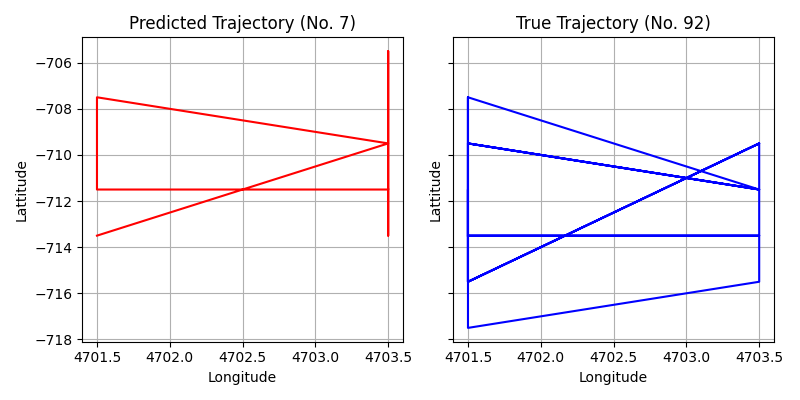 Predicted Trajectory (No. 7)
True Trajectory (No. 92)
Lattitude
−706
−708
−710
−712
−714
−716
−718
4701.5 4702.0 4702.5 4703.0 4703.5
Longitude
Lattitude
4701.5 4702.0 4702.5 4703.0 4703.5
Longitude